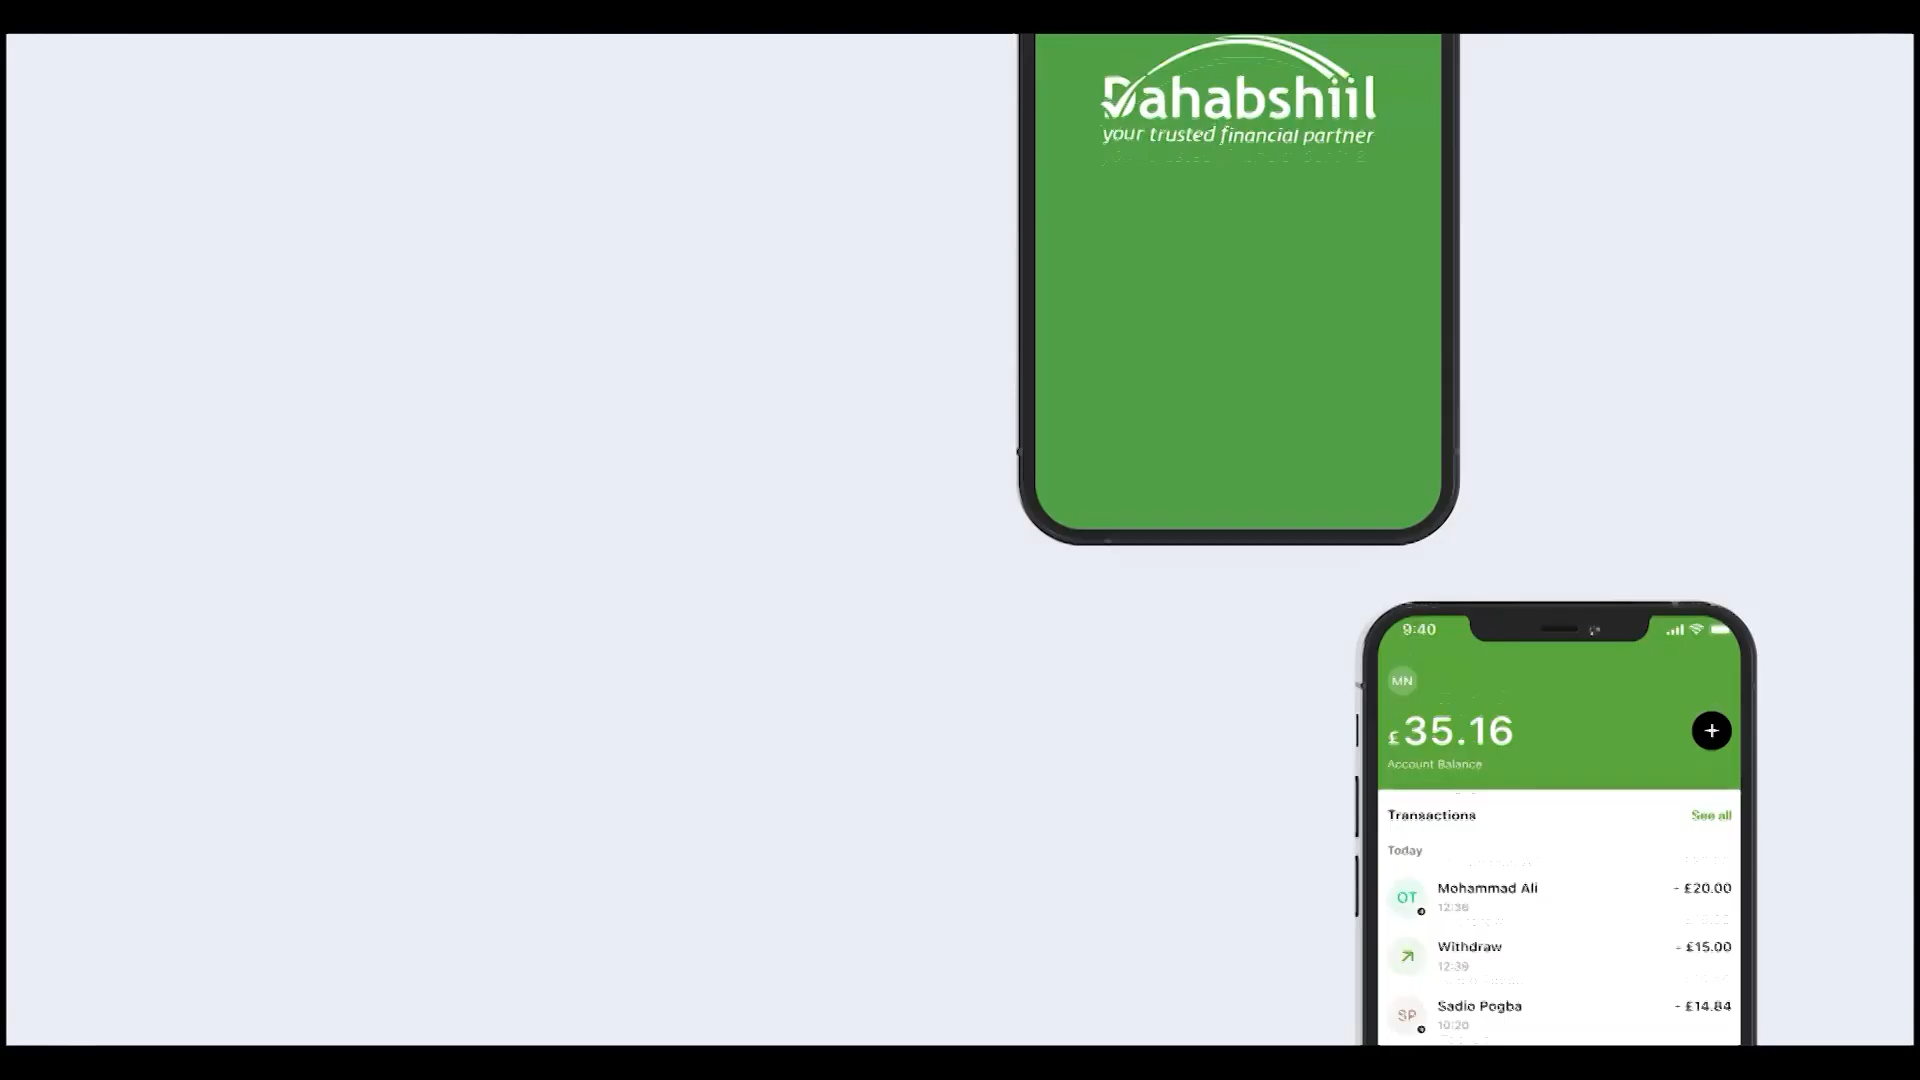 Dahabshiil
your trusted financial partner
9:40
MN
£35.16
+
Account Balance
Transactions
See all
Today
OT
Mohammad Ali
- £20.00
12:36
Withdraw
- £15.00
12:39
SP
Sadio Pogba
- £14.84
10:20